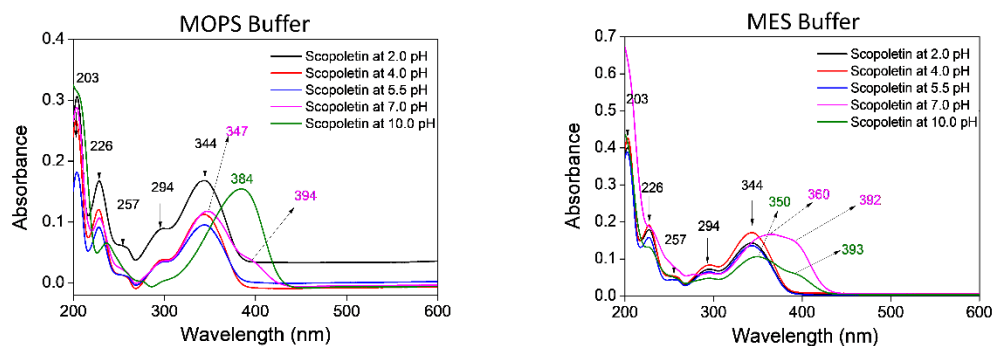 MOPS Buffer
0.4
0.3
0.2
0.1
0.0
Absorbance
200
300
400
500
600
Wavelength (nm)
203
226
257
294
344
347
384
394
Scopoletin at 2.0 pH
Scopoletin at 4.0 pH
Scopoletin at 5.5 pH
Scopoletin at 7.0 pH
Scopoletin at 10.0 pH
MES Buffer
0.7
0.6
0.5
0.4
0.3
0.2
0.1
0.0
Absorbance
200
300
400
500
600
Wavelength (nm)
203
226
257
294
344
350
360
392
393
Scopoletin at 2.0 pH
Scopoletin at 4.0 pH
Scopoletin at 5.5 pH
Scopoletin at 7.0 pH
Scopoletin at 10.0 pH